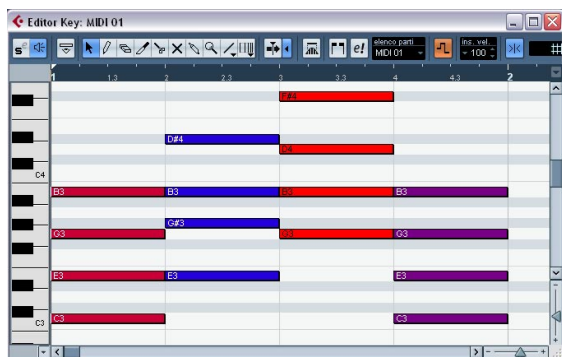 Editor Key: MIDI 01
elenco parti
ins. vel.
MIDI 01
100
1 1.3 2 2.3 3 3.3 4 4.3 2
F#4
D#4
D4
C4
B3 B3 B3 B3
G#3
G3 G3 G3
E3 E3 E3
C3 C3 C3